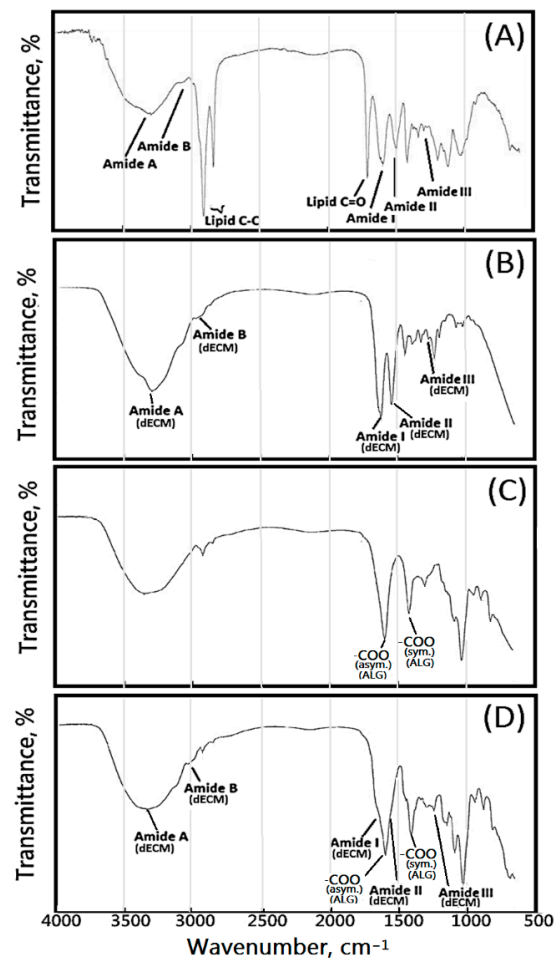 (A)
Transmittance, %
Amide B
Amide A
Lipid C-C
Lipid C=O
Amide I
Amide II
Amide III
(B)
Transmittance, %
Amide B
(dECM)
Amide A
(dECM)
Amide I
(dECM)
Amide II
(dECM)
Amide III
(dECM)
(C)
Transmittance, %
-COO
(asym.)
(ALG)
-COO
(sym.)
(ALG)
(D)
Transmittance, %
Amide B
(dECM)
Amide A
(dECM)
Amide I
(dECM)
-COO
(asym.)
(ALG)
Amide II
(dECM)
-COO
(sym.)
(ALG)
Amide III
(dECM)
4000 3500 3000 2500 2000 1500 1000 500
Wavenumber, cm⁻¹